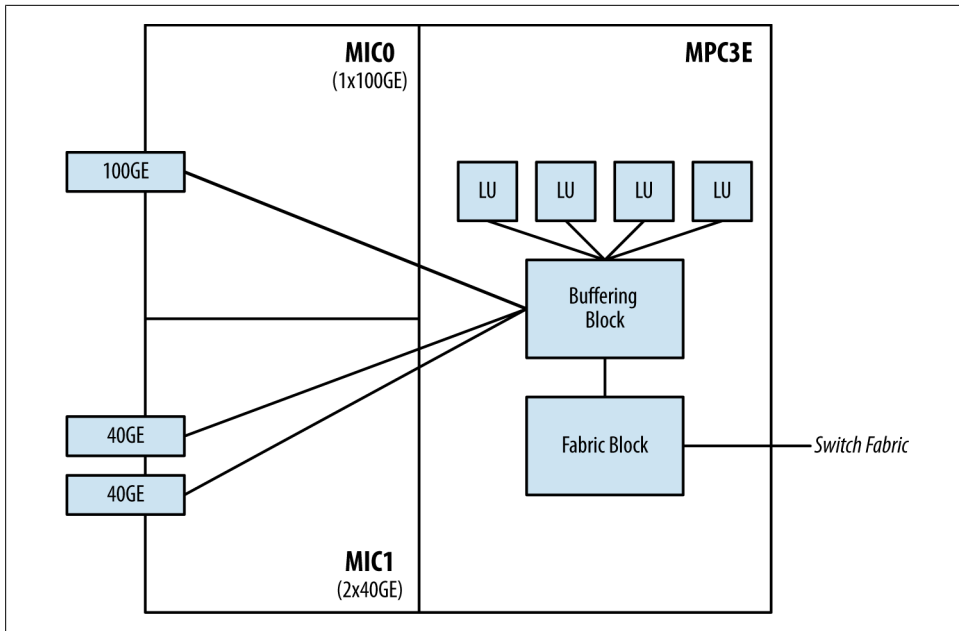 MIC0
(1x100GE)
MPC3E
100GE
LU
LU
LU
LU
Buffering
Block
40GE
40GE
Fabric Block
Switch Fabric
MIC1
(2x40GE)